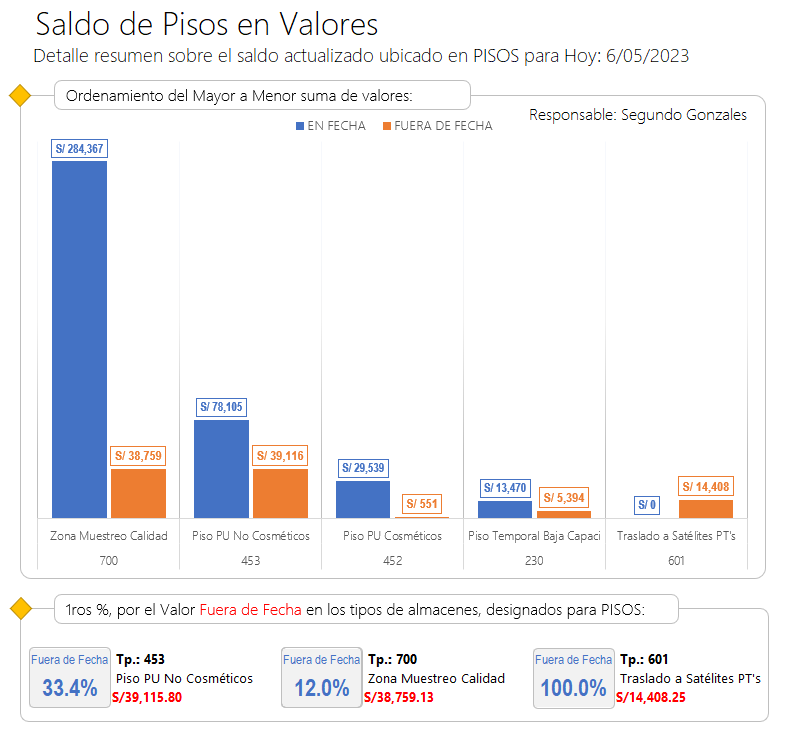 Saldo de Pisos en Valores
Detalle resumen sobre el saldo actualizado ubicado en PISOS para Hoy: 6/05/2023
Ordenamiento del Mayor a Menor suma de valores:
Responsable: Segundo Gonzales
EN FECHA FUERA DE FECHA
S/ 284,367
S/ 38,759
S/ 78,105
S/ 39,116
S/ 29,539
S/ 551
S/ 13,470
S/ 5,394
S/ 0
S/ 14,408
Zona Muestreo Calidad Piso PU No Cosméticos Piso PU Cosméticos Piso Temporal Baja Capaci Traslado a Satélites PT's
700 453 452 230 601
1ros %, por el Valor Fuera de Fecha en los tipos de almacenes, designados para PISOS:
Fuera de Fecha
33.4%
Tp.: 453
Piso PU No Cosméticos
S/39,115.80
Fuera de Fecha
12.0%
Tp.: 700
Zona Muestreo Calidad
S/38,759.13
Fuera de Fecha
100.0%
Tp.: 601
Traslado a Satélites PT's
S/14,408.25